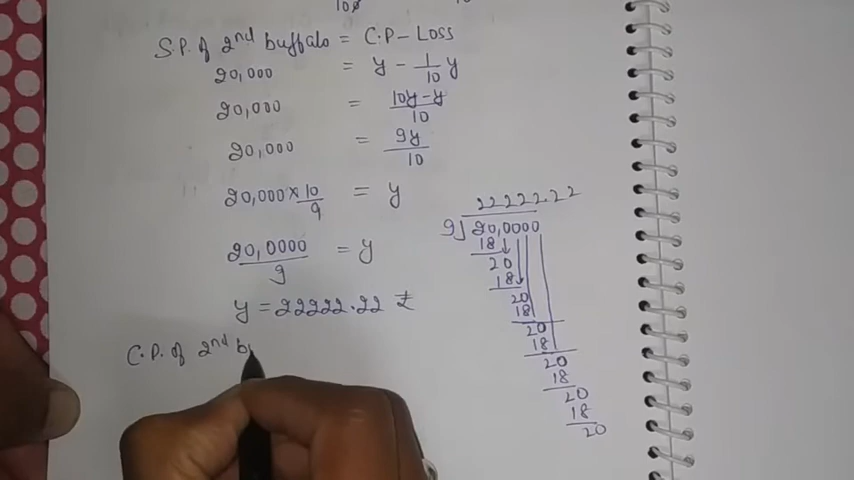 10
S.P. of 2nd buffalo = C.P - Loss
20,000 = y - 1/10 y
20,000 = 10y-y/10
20,000 = 9y/10
20,000 × 10/9 = y
20,0000/9 = y
y = 22222.22 ₹
C.P. of 2nd b
22222.22
9 20,0000
18
20
18
20
18
20
18
20
18
20
18
20